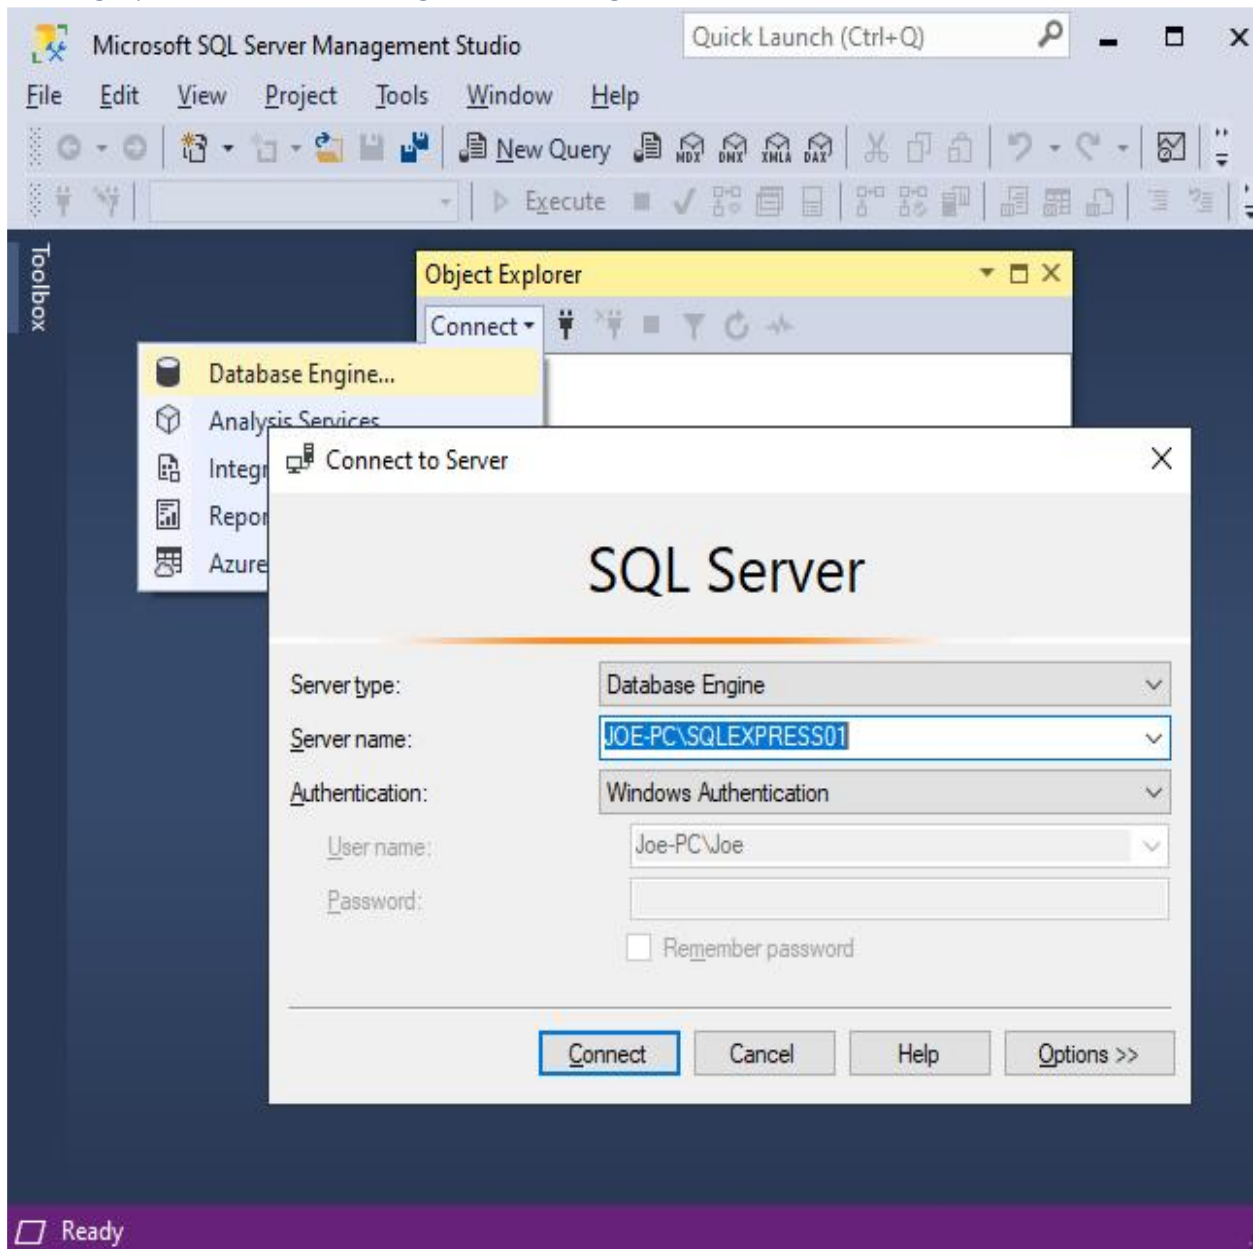 Microsoft SQL Server Management Studio
Quick Launch (Ctrl+Q)
File Edit View Project Tools Window Help
New Query MDX DMX XMLA DAX
Execute
Toolbox
Object Explorer
Connect
Database Engine...
Analysis Services
Integr
Repor
Azure
Connect to Server
SQL Server
Server type: Database Engine
Server name: JOE-PC\SQLEXPRESS01
Authentication: Windows Authentication
User name: Joe-PC\Joe
Password:
Remember password
Connect Cancel Help Options >>
Ready